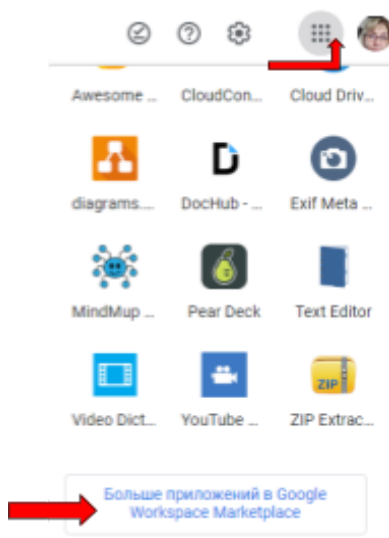 Awesome ... CloudCon... Cloud Driv...
diagrams.... DocHub - ... Exif Meta ...
MindMup ... Pear Deck Text Editor
ZIP
Video Dict... YouTube ... ZIP Extrac...
Больше приложений в Google
Workspace Marketplace